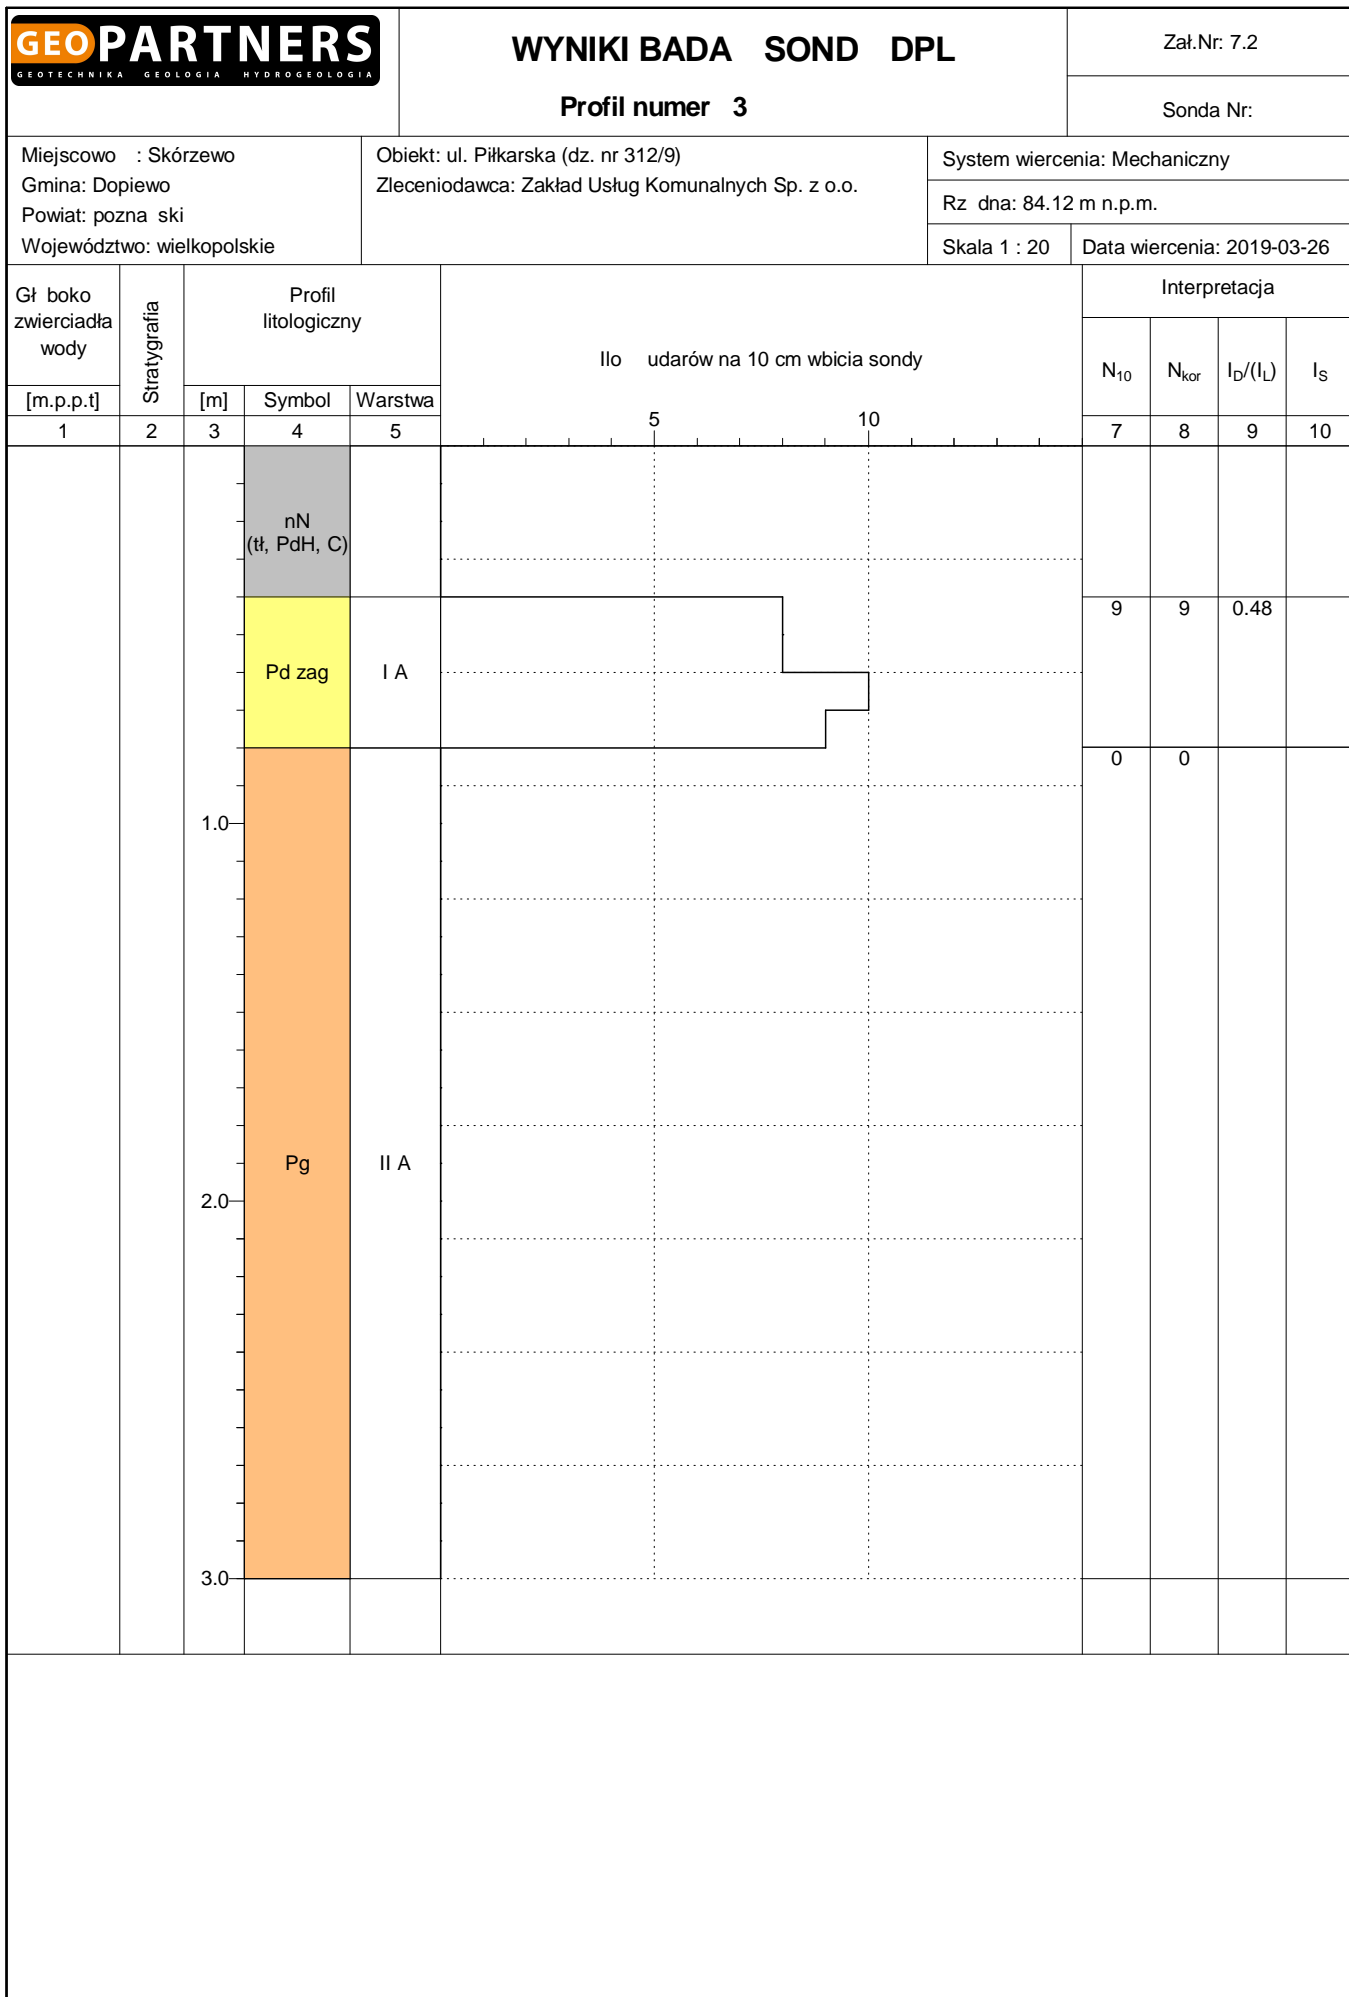 GEOPARTNERS
GEOTECHNIKA GEOLOGIA HYDROGEOLOGIA
WYNIKI BADA SOND DPL
Profil numer 3
Zał.Nr: 7.2
Sonda Nr:
Miejscowo : Skórzewo
Gmina: Dopiewo
Powiat: pozna ski
Województwo: wielkopolskie
Obiekt: ul. Piłkarska (dz. nr 312/9)
Zleceniodawca: Zakład Usług Komunalnych Sp. z o.o.
System wiercenia: Mechaniczny
Rz dna: 84.12 m n.p.m.
Skala 1 : 20
Data wiercenia: 2019-03-26
Gł boko
zwierciadła
wody
[m.p.p.t]
Stratygrafia
Profil
litologiczny
[m]
Symbol
Warstwa
Ilo udarów na 10 cm wbicia sondy
5
10
Interpretacja
N10
Nkor
ID/(IL)
IS
1
2
3
4
5
7
8
9
10
nN
(tł, PdH, C)
9
9
0.48
Pd zag
I A
0
0
1.0
Pg
II A
2.0
3.0